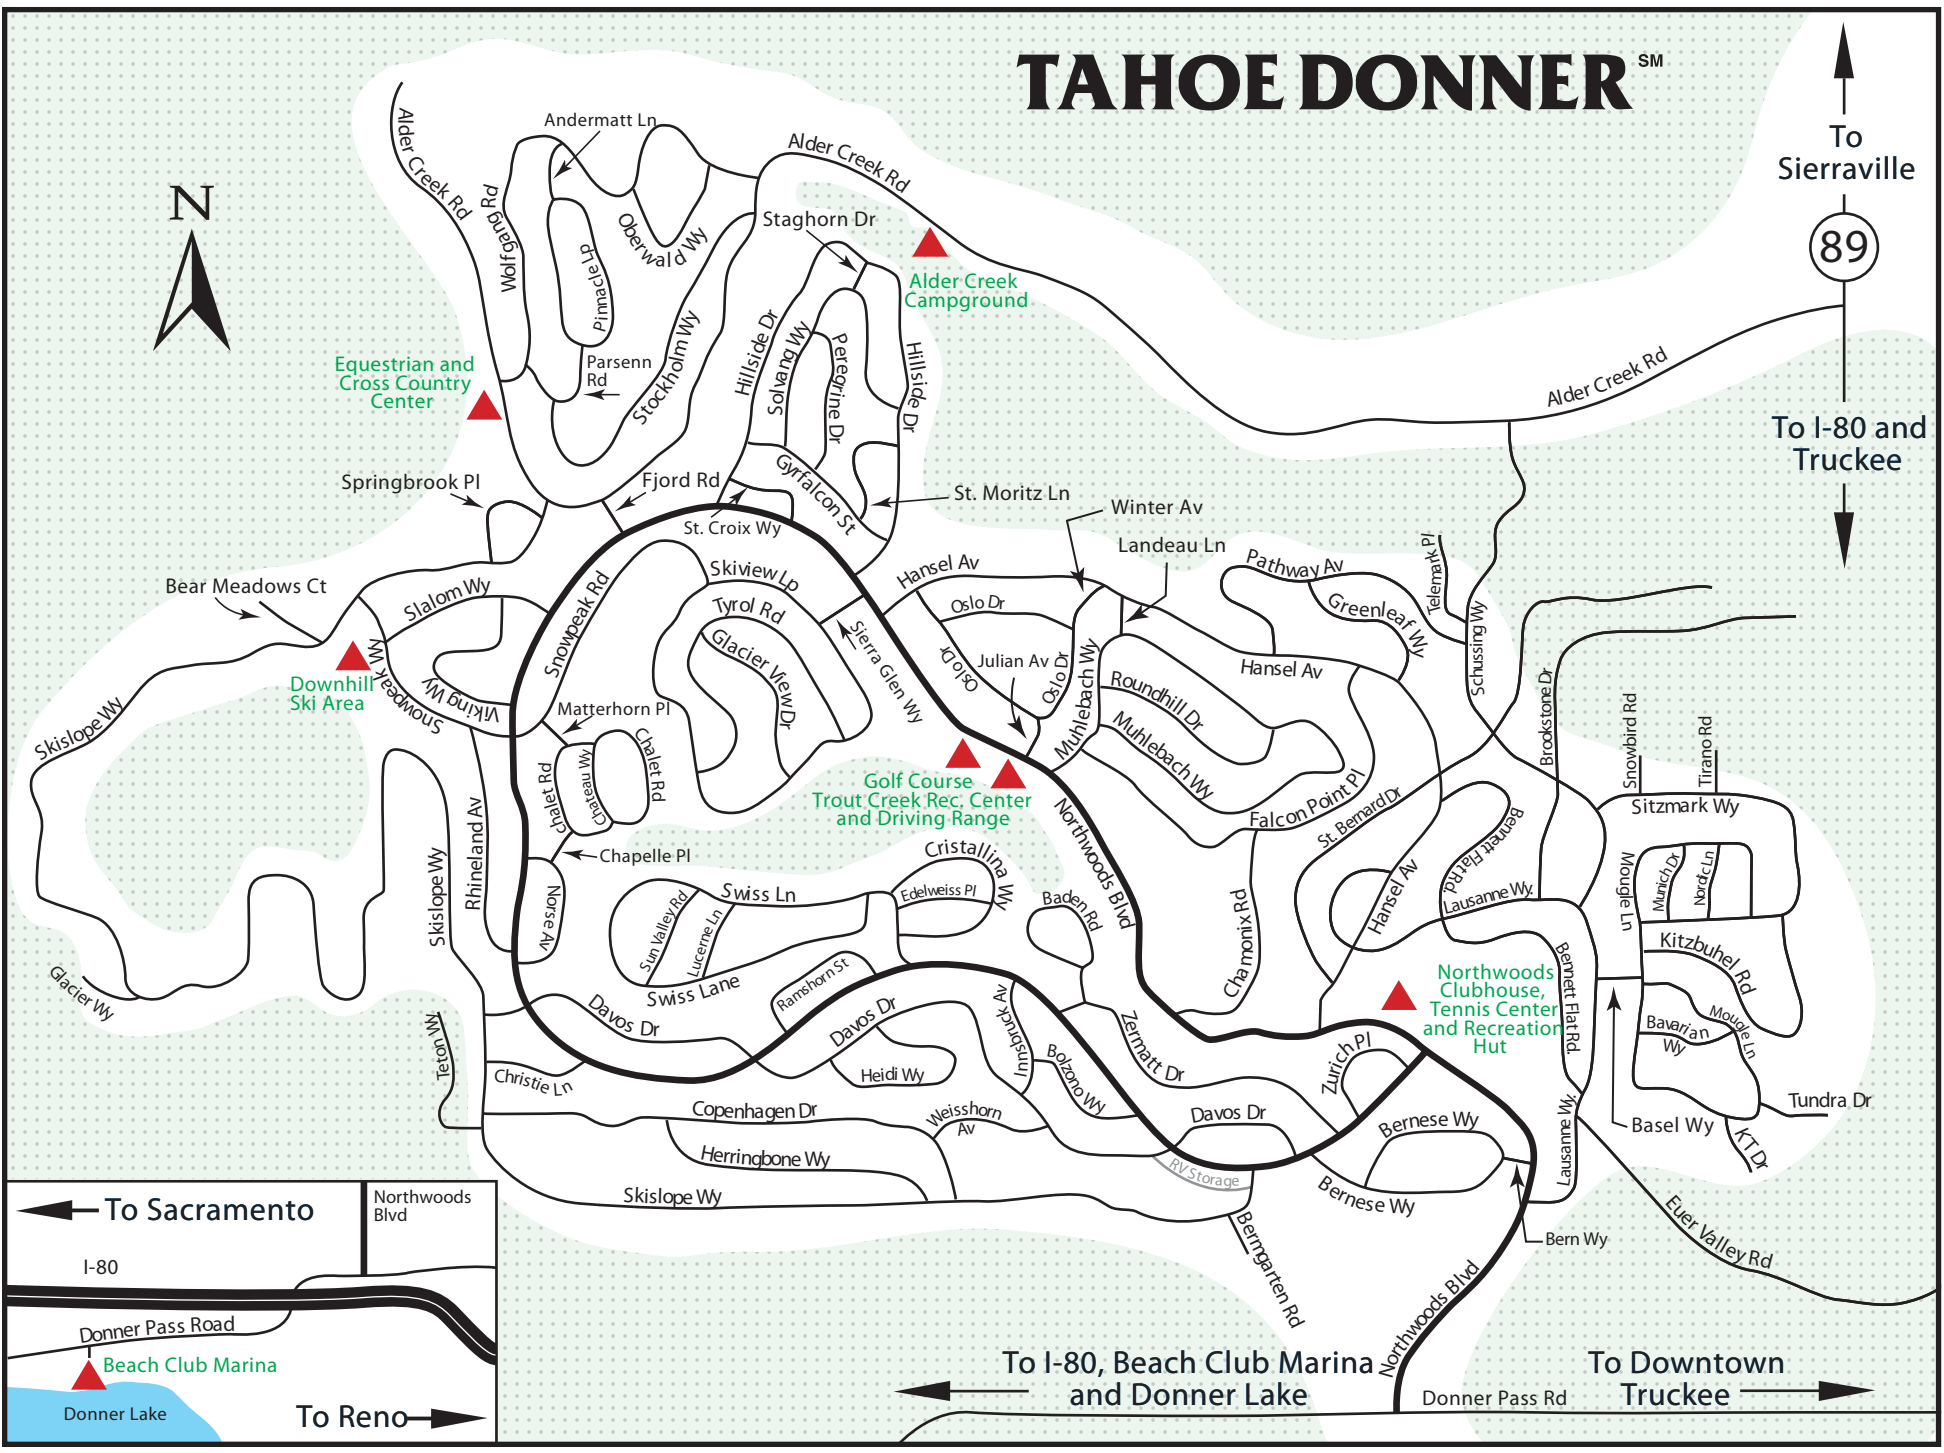 TAHOE DONNER SM
To
Sierraville
89
To I-80 and
Truckee
N
Andermatt Ln
Alder Creek Rd
Alder Creek Rd
Wolfgang Rd
Oberwald Wy
Pinnacle Lp
Staghorn Dr
Alder Creek
Campground
Equestrian and
Cross Country
Center
Parsenn
Rd
Stockholm Wy
Hillside Dr
Solvang Wy
Peregrine Dr
Hillside Dr
Alder Creek Rd
Springbrook Pl
Fjord Rd
Gyrfalcon St
St. Moritz Ln
St. Croix Wy
Winter Av
Landeau Ln
Bear Meadows Ct
Slalom Wy
Snowpeak Rd
Skiview Lp
Tyrol Rd
Glacier View Dr
Hansel Av
Oslo Dr
Oslo Dr
Oslo Dr
Julian Av
Pathway Av
Greenleaf Wy
Telemark Pl
Schussing Wy
Sierra Glen Wy
Muhlebach Wy
Hansel Av
Roundhill Dr
Muhlebach Wy
Downhill
Ski Area
Snowpeak Wy
Viking Wy
Skislope Wy
Matterhorn Pl
Chalet Rd
Chateau Wy
Chalet Rd
Brookstone Dr
Snowbird Rd
Tirano Rd
Golf Course
Trout Creek Rec. Center
and Driving Range
Falcon Point Pl
St. Bernard Dr
Sitzmark Wy
Northwoods Blvd
Bennett Flat Rd.
Rhineland Av
Skislope Wy
Chapelle Pl
Norse Av
Cristallina Wy
Edelweiss Pl
Swiss Ln
Sun Valley Rd
Lucerne Ln
Swiss Lane
Baden Rd
Chamonix Rd
Hansel Av
Lausanne Wy.
Mougle Ln
Munich Dr
Nordic Ln
Kitzbuhel Rd
Glacier Wy
Ramshorn St
Davos Dr
Davos Dr
Innsbruck Av
Zermatt Dr
Northwoods
Clubhouse,
Tennis Center
and Recreation
Hut
Bennett Flat Rd.
Mougle Ln
Bavarian
Wy
Teton Wy
Christie Ln
Heidi Wy
Bolzono Wy
Zurich Pl
Copenhagen Dr
Weisshorn
Av
Davos Dr
Bernese Wy
Lausanne Wy.
Basel Wy
Tundra Dr
KT Dr
Herringbone Wy
Skislope Wy
RV Storage
Bernese Wy
Bern Wy
Euer Valley Rd
Bermgarten Rd
Northwoods Blvd
To Sacramento
Northwoods
Blvd
I-80
Donner Pass Road
Beach Club Marina
Donner Lake
To Reno
To I-80, Beach Club Marina
and Donner Lake
To Downtown
Truckee
Donner Pass Rd